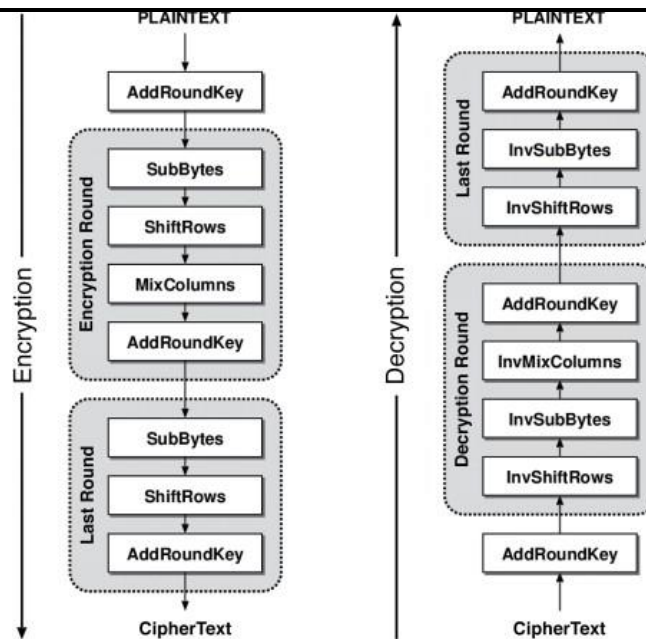 PLAINTEXT
AddRoundKey
Encryption Round
SubBytes
ShiftRows
MixColumns
AddRoundKey
Last Round
SubBytes
ShiftRows
AddRoundKey
CipherText
Encryption
PLAINTEXT
Last Round
AddRoundKey
InvSubBytes
InvShiftRows
Decryption Round
AddRoundKey
InvMixColumns
InvSubBytes
InvShiftRows
AddRoundKey
CipherText
Decryption